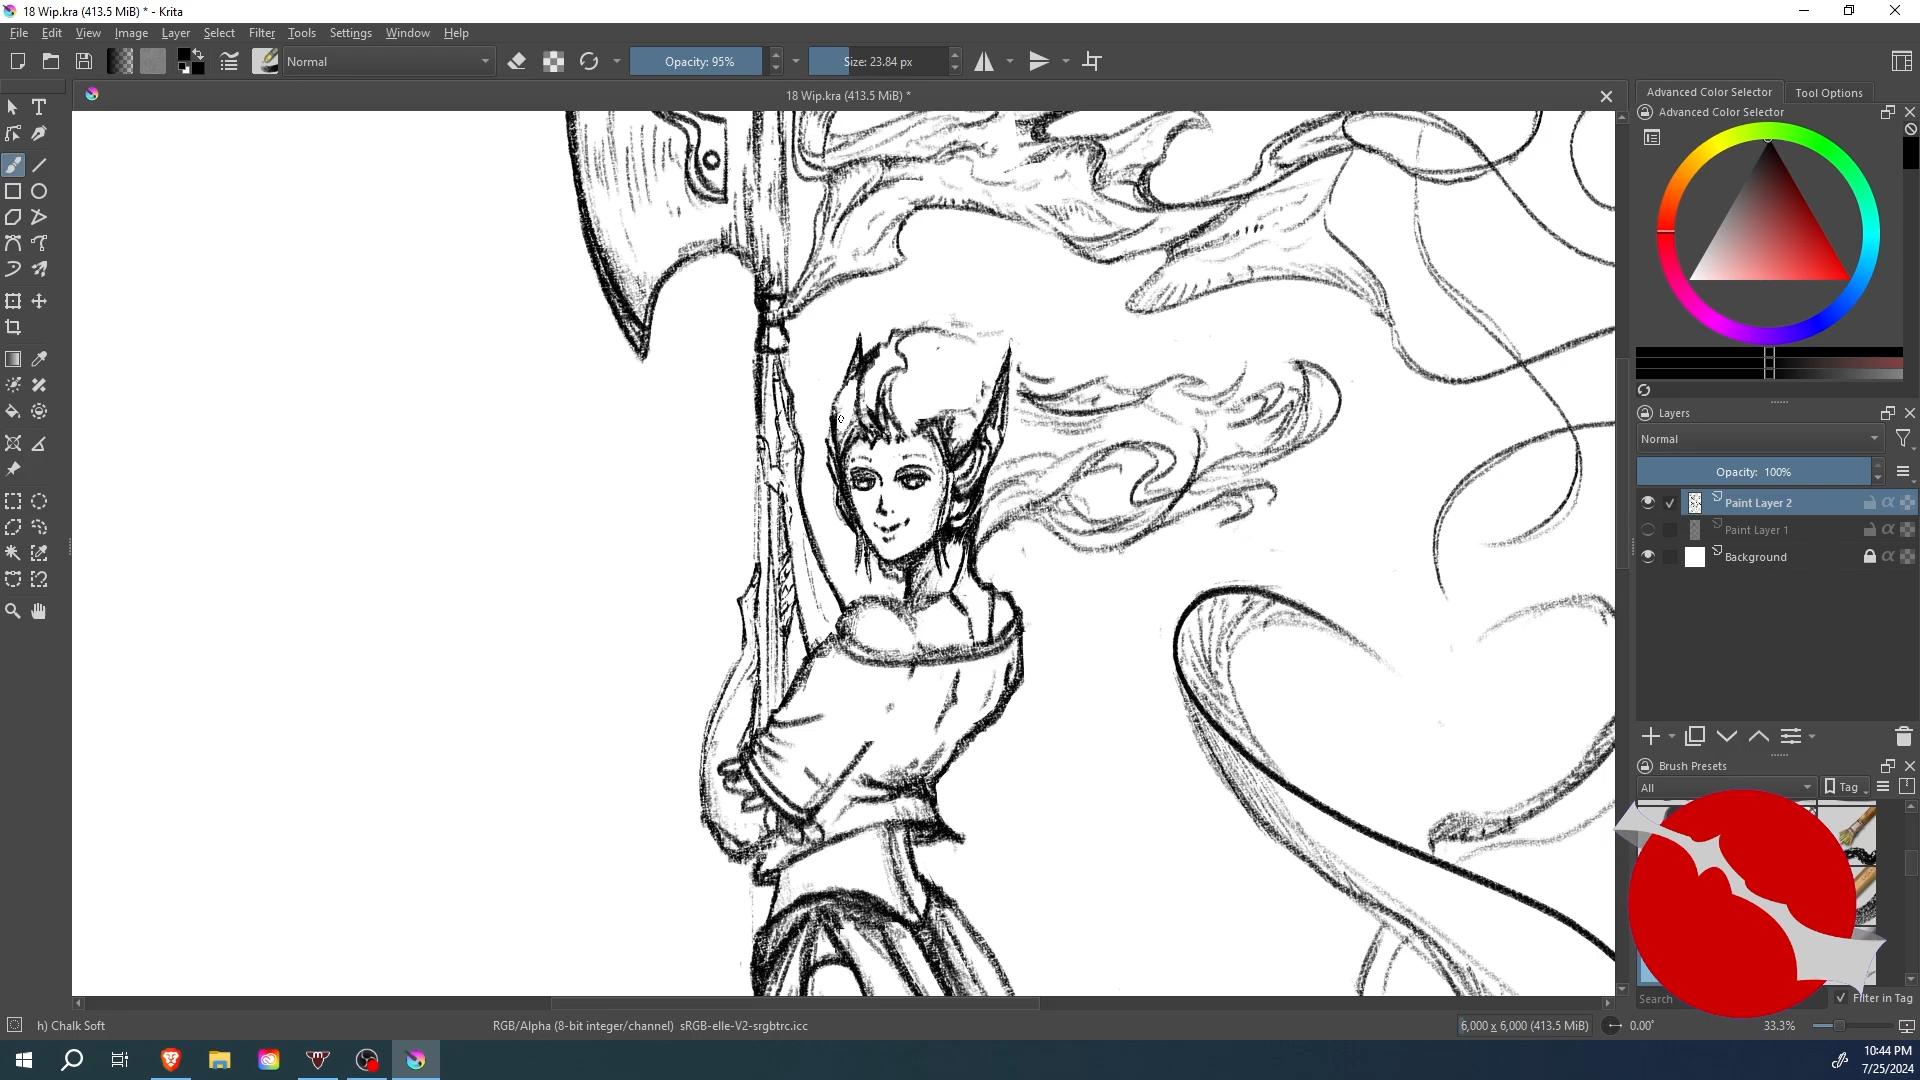 18 Wip.kra (413.5 MiB) * - Krita
File Edit View Image Layer Select Filter Tools Settings Window Help
Normal
Opacity: 95%
Size: 23.84 px
18 Wip.kra (413.5 MiB) *
Advanced Color Selector
Tool Options
Advanced Color Selector
Layers
Normal
Opacity: 100%
Paint Layer 2
Paint Layer 1
Background
Brush Presets
All
Tag
Search
Filter in Tag
h) Chalk Soft
RGB/Alpha (8-bit integer/channel) sRGB-elle-V2-srgbtrc.icc
6,000 x 6,000 (413.5 MiB)
0.00°
33.3%
10:44 PM
7/25/2024